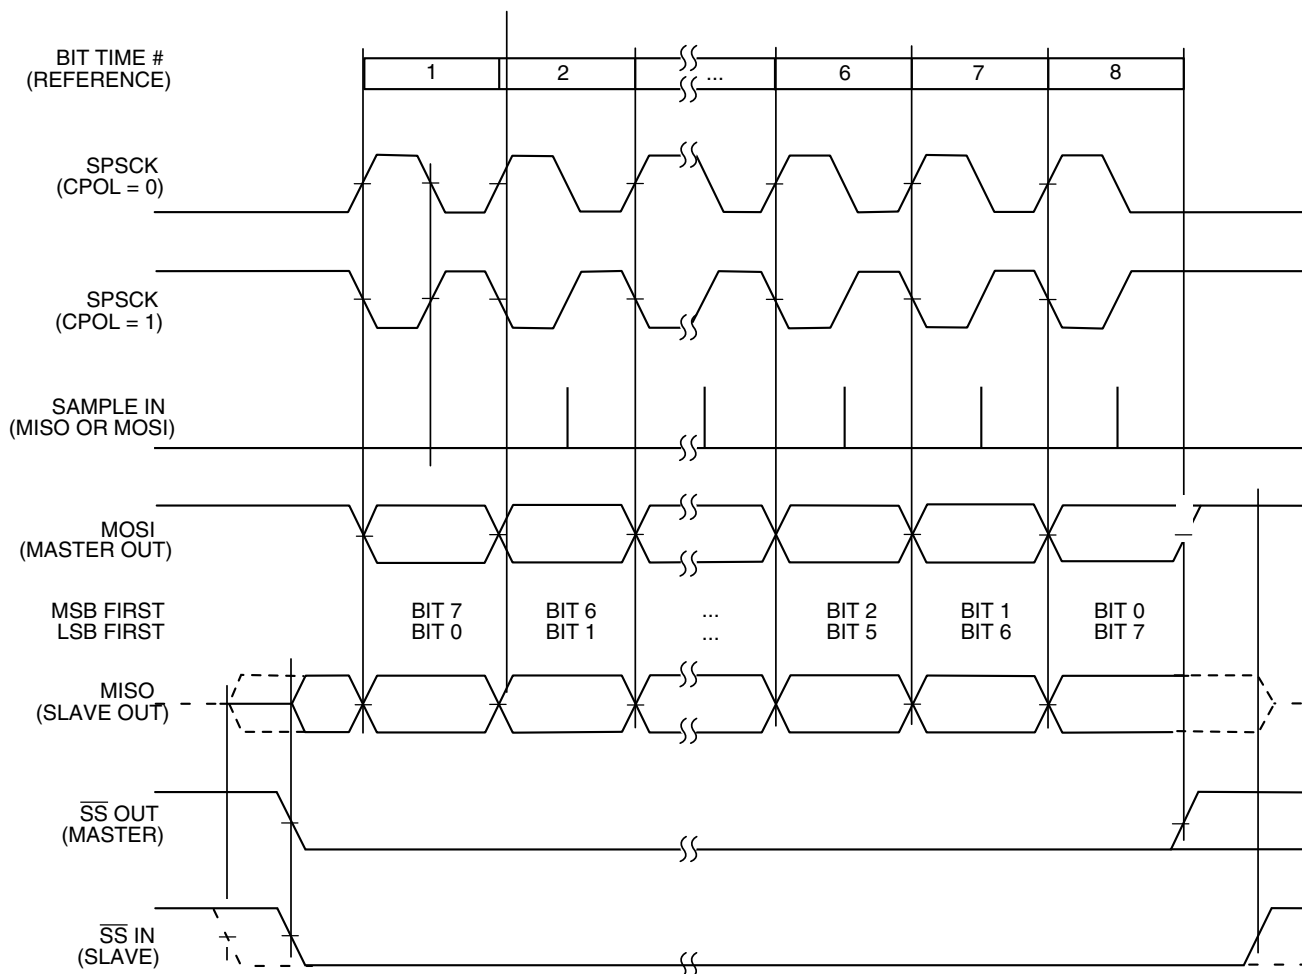 BIT TIME #
(REFERENCE)
1 2 ... 6 7 8
SPSCK
(CPOL = 0)
SPSCK
(CPOL = 1)
SAMPLE IN
(MISO OR MOSI)
MOSI
(MASTER OUT)
MSB FIRST BIT 7 BIT 6 ... BIT 2 BIT 1 BIT 0
LSB FIRST BIT 0 BIT 1 ... BIT 5 BIT 6 BIT 7
MISO
(SLAVE OUT)
S̅S̅ OUT
(MASTER)
S̅S̅ IN
(SLAVE)